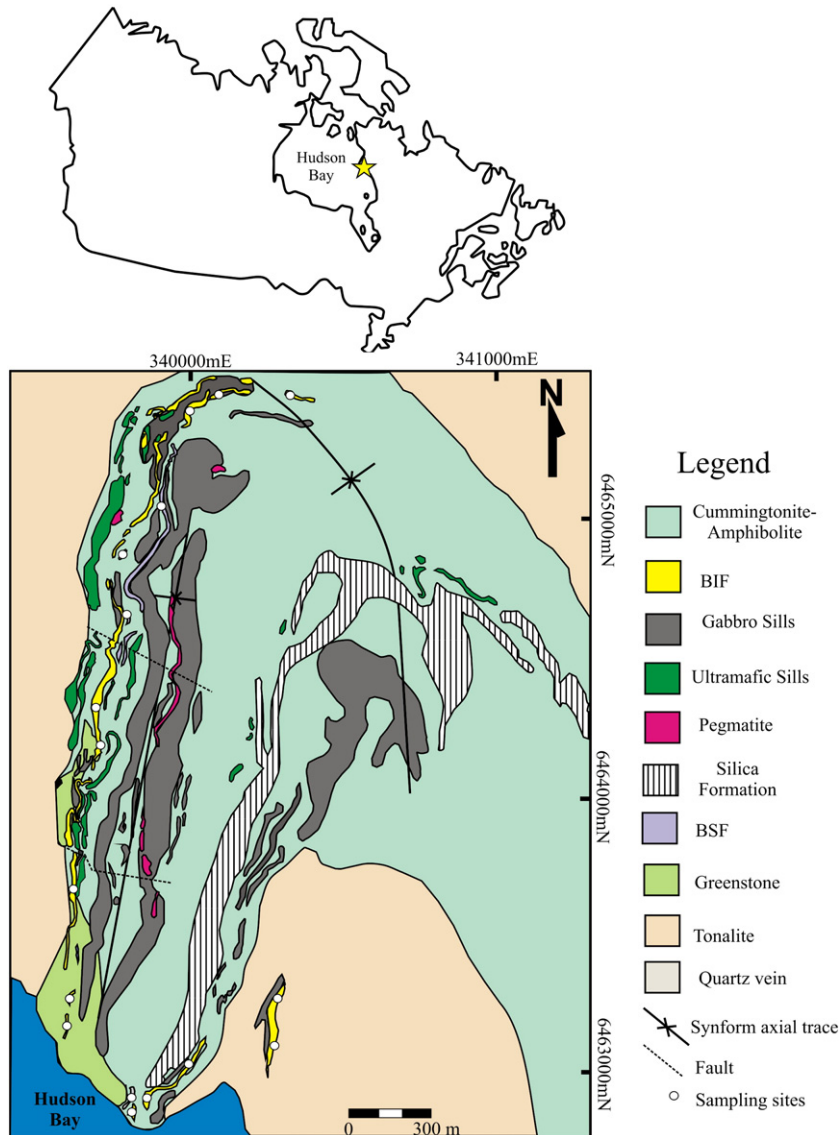 Hudson
Bay
340000mE
341000mE
N
6465000mN
6464000mN
6463000mN
Hudson
Bay
0
300 m
Legend
Cummingtonite-
Amphibolite
BIF
Gabbro Sills
Ultramafic Sills
Pegmatite
Silica
Formation
BSF
Greenstone
Tonalite
Quartz vein
Synform axial trace
Fault
Sampling sites